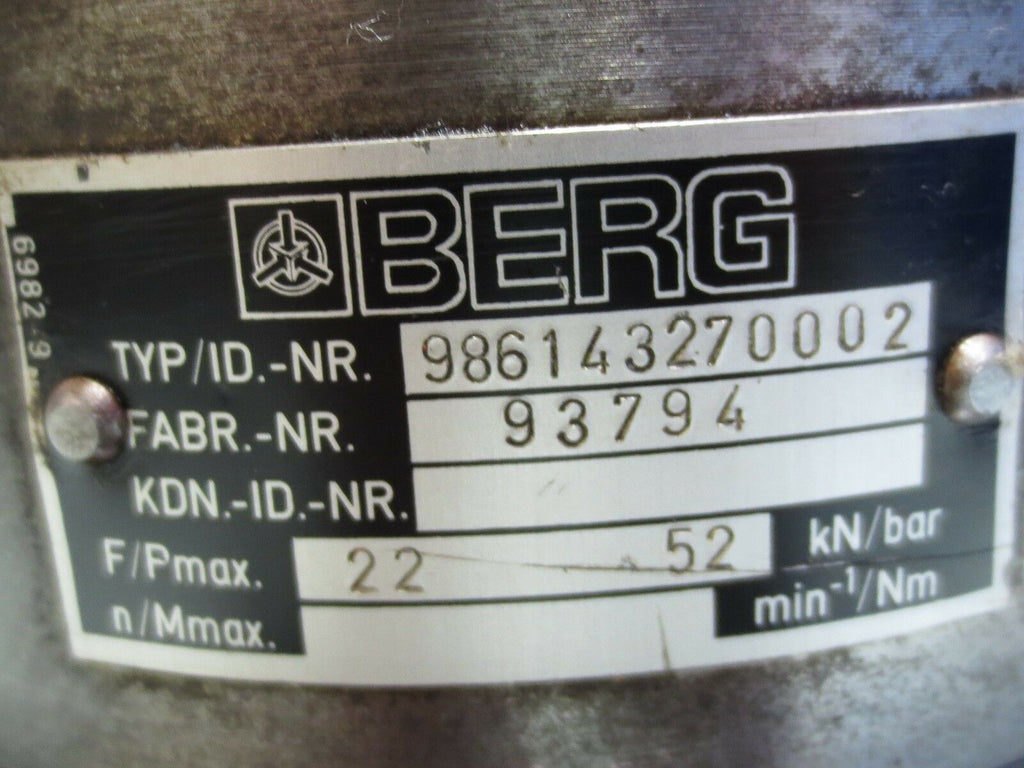 BERG
TYP/ID.-NR. 986143270002
FABR.-NR. 93794
KDN.-ID.-NR.
F/Pmax. 22 52 kN/bar
n/Mmax. min⁻¹/Nm
6982-9